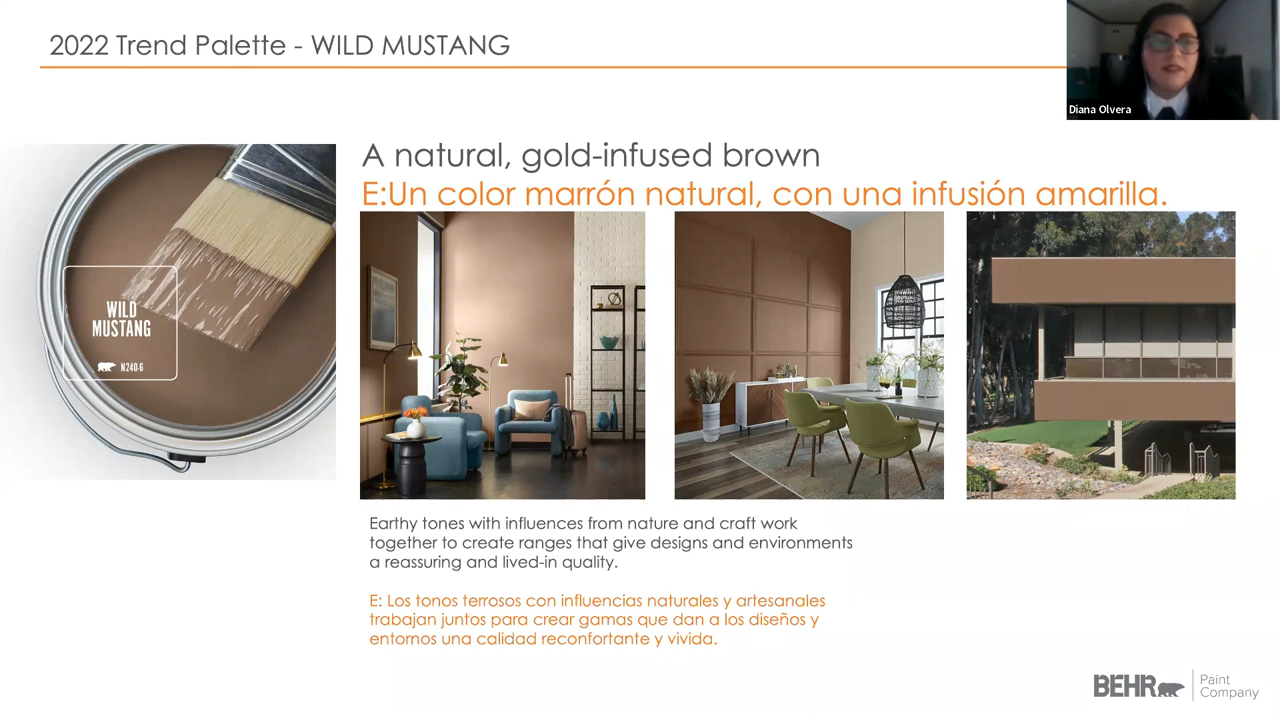 2022 Trend Palette - WILD MUSTANG
Diana Olvera
A natural, gold-infused brown
E:Un color marrón natural, con una infusión amarilla.
WILD
MUSTANG
N240-6
Earthy tones with influences from nature and craft work
together to create ranges that give designs and environments
a reassuring and lived-in quality.
E: Los tonos terrosos con influencias naturales y artesanales
trabajan juntos para crear gamas que dan a los diseños y
entornos una calidad reconfortante y vivida.
BEHR Paint
Company